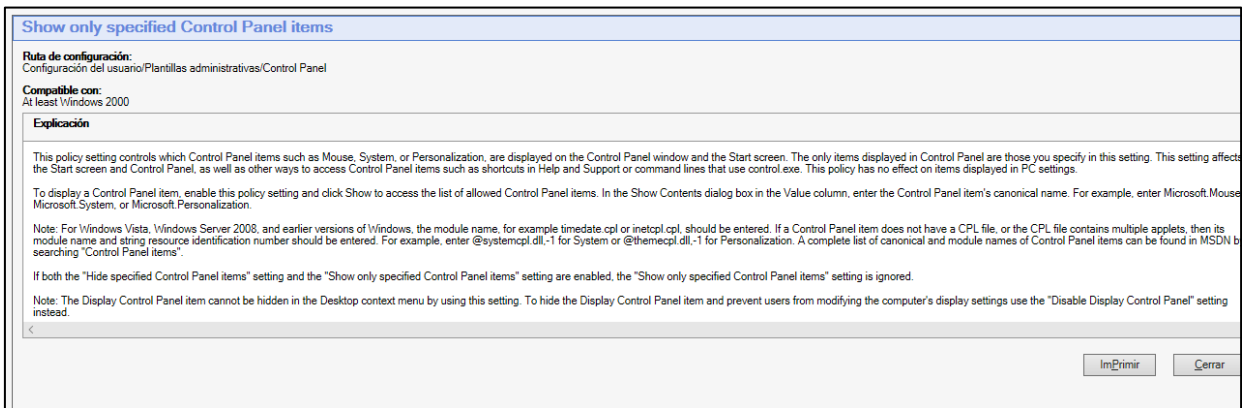 Show only specified Control Panel items
Ruta de configuración:
Configuración del usuario/Plantillas administrativas/Control Panel
Compatible con:
At least Windows 2000
Explicación
This policy setting controls which Control Panel items such as Mouse, System, or Personalization, are displayed on the Control Panel window and the Start screen. The only items displayed in Control Panel are those you specify in this setting. This setting affects
the Start screen and Control Panel, as well as other ways to access Control Panel items such as shortcuts in Help and Support or command lines that use control.exe. This policy has no effect on items displayed in PC settings.
To display a Control Panel item, enable this policy setting and click Show to access the list of allowed Control Panel items. In the Show Contents dialog box in the Value column, enter the Control Panel item's canonical name. For example, enter Microsoft.Mouse
Microsoft.System, or Microsoft.Personalization.
Note: For Windows Vista, Windows Server 2008, and earlier versions of Windows, the module name, for example timedate.cpl or inetcpl.cpl, should be entered. If a Control Panel item does not have a CPL file, or the CPL file contains multiple applets, then its
module name and string resource identification number should be entered. For example, enter @systemcpl.dll,-1 for System or @themecpl.dll,-1 for Personalization. A complete list of canonical and module names of Control Panel items can be found in MSDN b
searching "Control Panel items".
If both the "Hide specified Control Panel items" setting and the "Show only specified Control Panel items" setting are enabled, the "Show only specified Control Panel items" setting is ignored.
Note: The Display Control Panel item cannot be hidden in the Desktop context menu by using this setting. To hide the Display Control Panel item and prevent users from modifying the computer's display settings use the "Disable Display Control Panel" setting
instead.
ImPrimir Cerrar